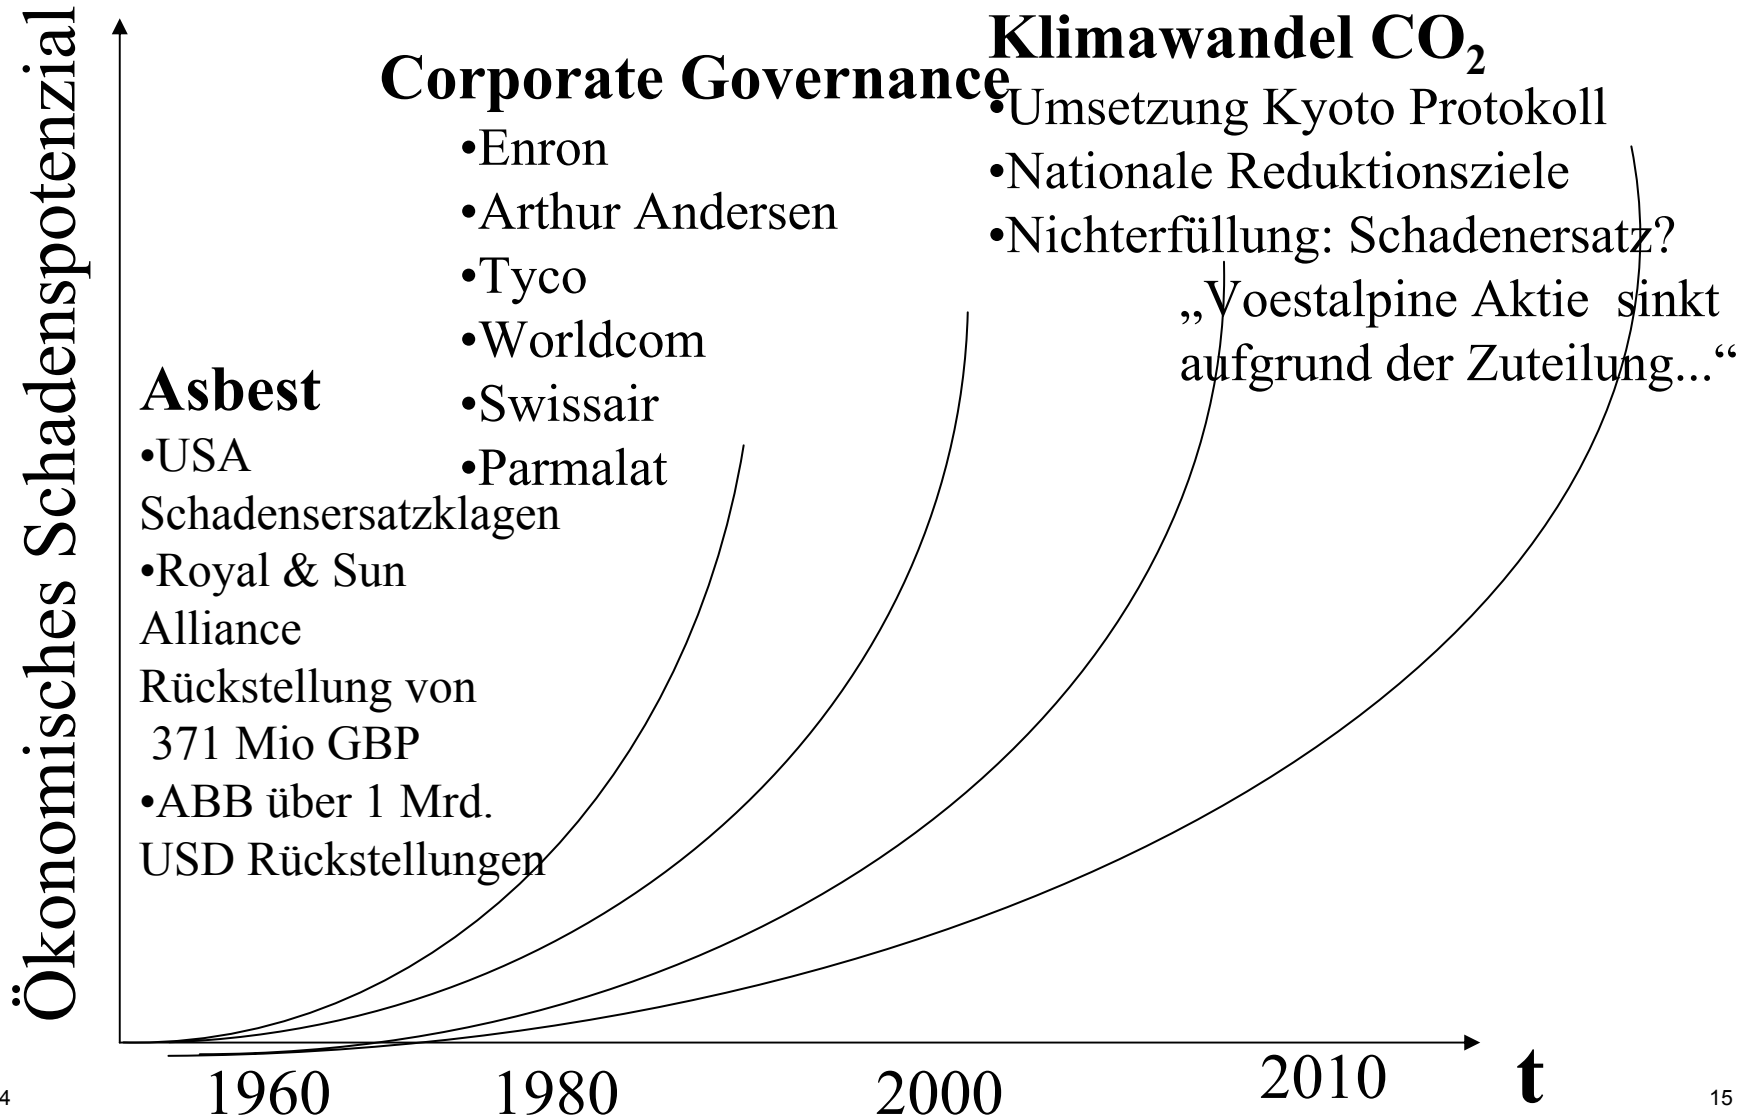 Ökonomisches Schadenspotenzial
Asbest
•USA
Schadensersatzklagen
•Royal & Sun
Alliance
Rückstellung von
371 Mio GBP
•ABB über 1 Mrd.
USD Rückstellungen
Corporate Governance
•Enron
•Arthur Andersen
•Tyco
•Worldcom
•Swissair
•Parmalat
Klimawandel CO₂
•Umsetzung Kyoto Protokoll
•Nationale Reduktionsziele
•Nichterfüllung: Schadenersatz?
„Voestalpine Aktie sinkt
aufgrund der Zuteilung...“
1960 1980 2000 2010 t
4
15